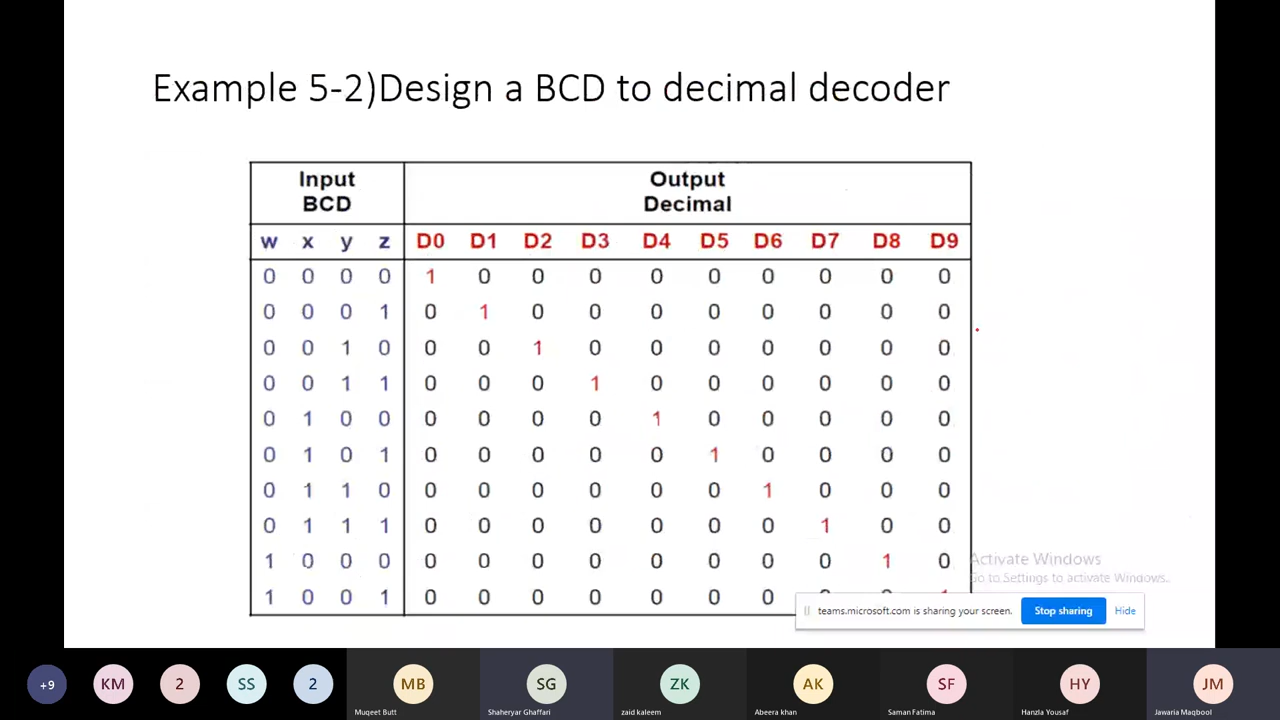 Example 5-2)Design a BCD to decimal decoder
Input Output
BCD Decimal
w x y z D0 D1 D2 D3 D4 D5 D6 D7 D8 D9
0 0 0 0 1 0 0 0 0 0 0 0 0 0
0 0 0 1 0 1 0 0 0 0 0 0 0 0
0 0 1 0 0 0 1 0 0 0 0 0 0 0
0 0 1 1 0 0 0 1 0 0 0 0 0 0
0 1 0 0 0 0 0 0 1 0 0 0 0 0
0 1 0 1 0 0 0 0 0 1 0 0 0 0
0 1 1 0 0 0 0 0 0 0 1 0 0 0
0 1 1 1 0 0 0 0 0 0 0 1 0 0
1 0 0 0 0 0 0 0 0 0 0 0 1 0
1 0 0 1 0 0 0 0 0 0 0
Activate Windows
Go to Settings to activate Windows.
teams.microsoft.com is sharing your screen. Stop sharing Hide
+9 KM 2 SS 2 MB SG ZK AK SF HY JM
Muqeet Butt Shaheryar Ghaffari zaid kaleem Abeera khan Saman Fatima Hanzla Yousaf Jawaria Maqbool